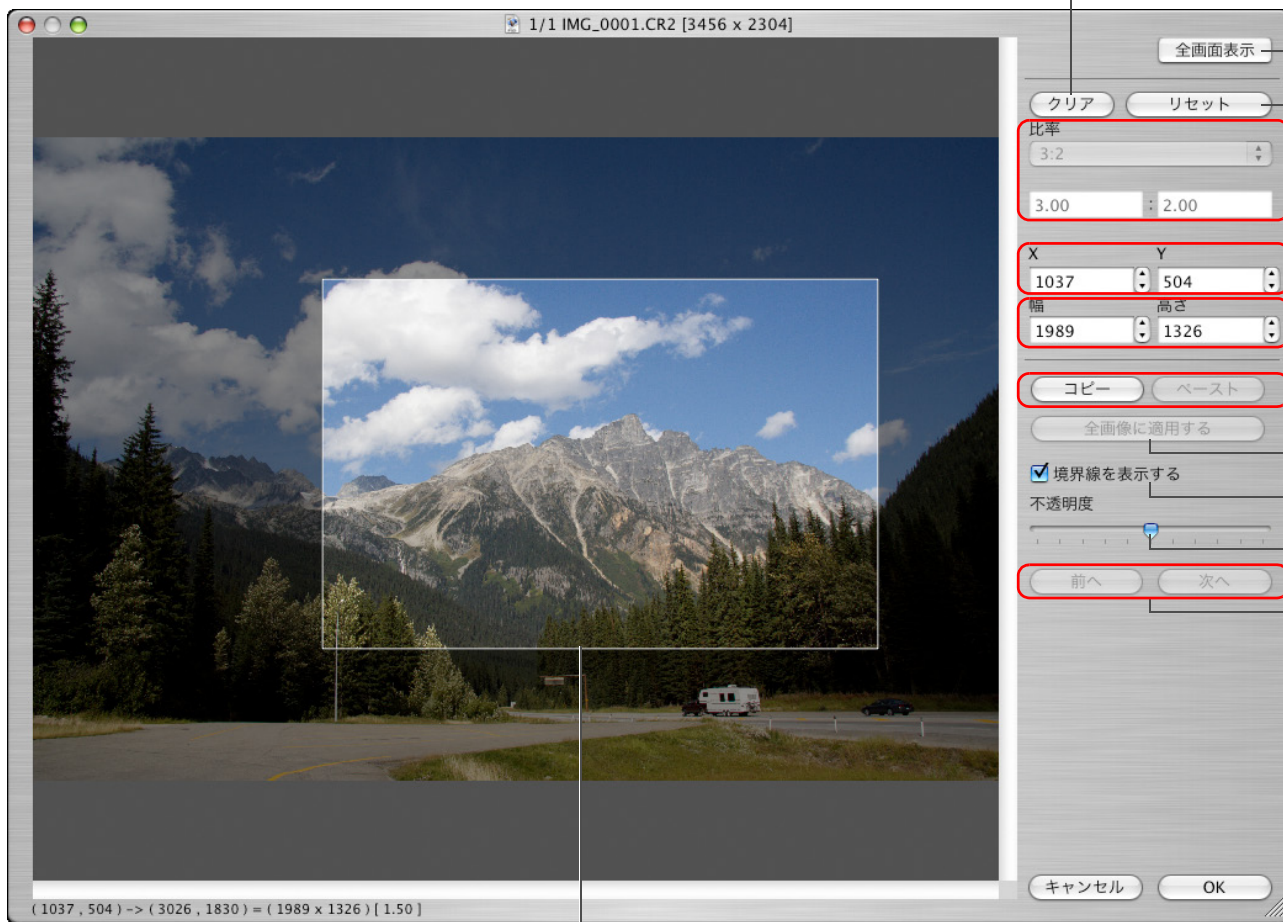 1/1 IMG_0001.CR2 [3456 x 2304]
全画面表示
クリア リセット
比率
3:2
3.00 : 2.00
X Y
1037 504
幅 高さ
1989 1326
コピー ペースト
全画像に適用する
境界線を表示する
不透明度
前へ 次へ
キャンセル OK
( 1037 , 504 ) -> ( 3026 , 1830 ) = ( 1989 x 1326 ) [ 1.50 ]